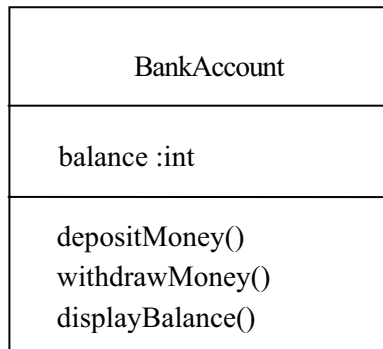 BankAccount
balance :int
depositMoney()
withdrawMoney()
displayBalance()